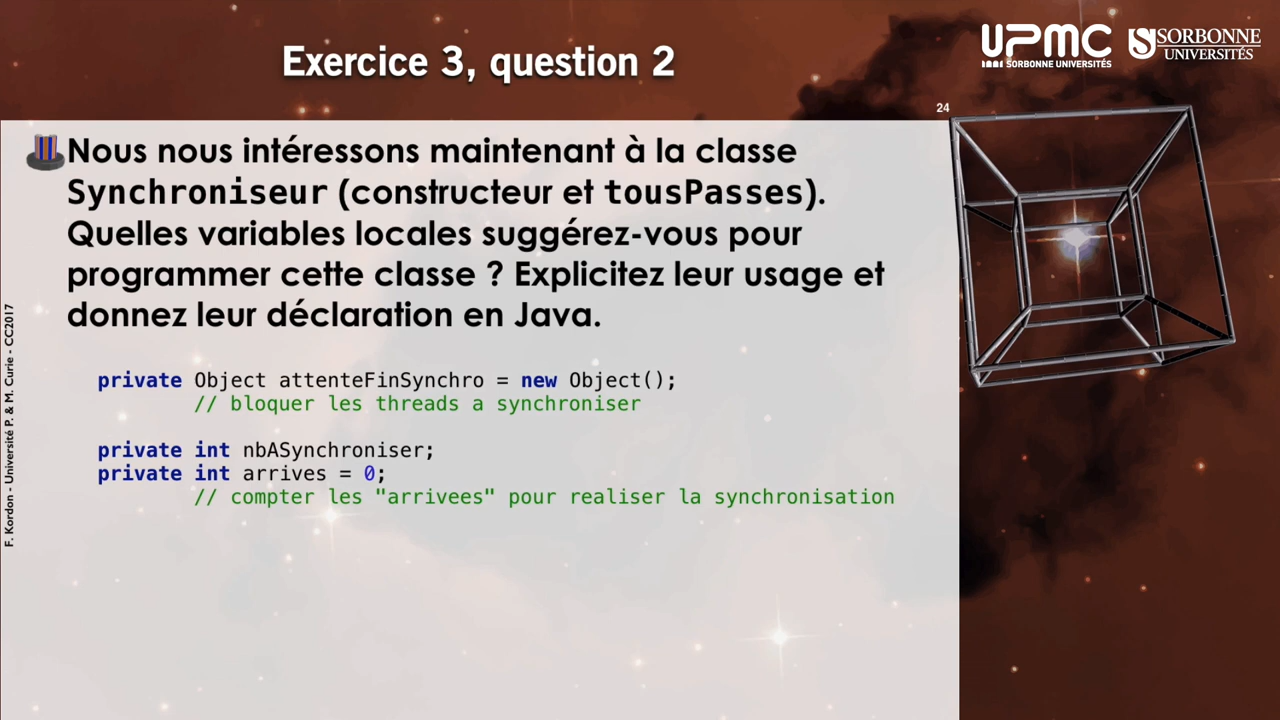 Exercice 3, question 2
UPMC
SORBONNE UNIVERSITÉS
SORBONNE
UNIVERSITÉS
24
Nous nous intéressons maintenant à la classe
Synchroniseur (constructeur et tousPasses).
Quelles variables locales suggérez-vous pour
programmer cette classe ? Explicitez leur usage et
donnez leur déclaration en Java.
private Object attenteFinSynchro = new Object();
// bloquer les threads a synchroniser
private int nbASynchroniser;
private int arrives = 0;
// compter les "arrivees" pour realiser la synchronisation
F. Kordon - Université P. & M. Curie - CC2017